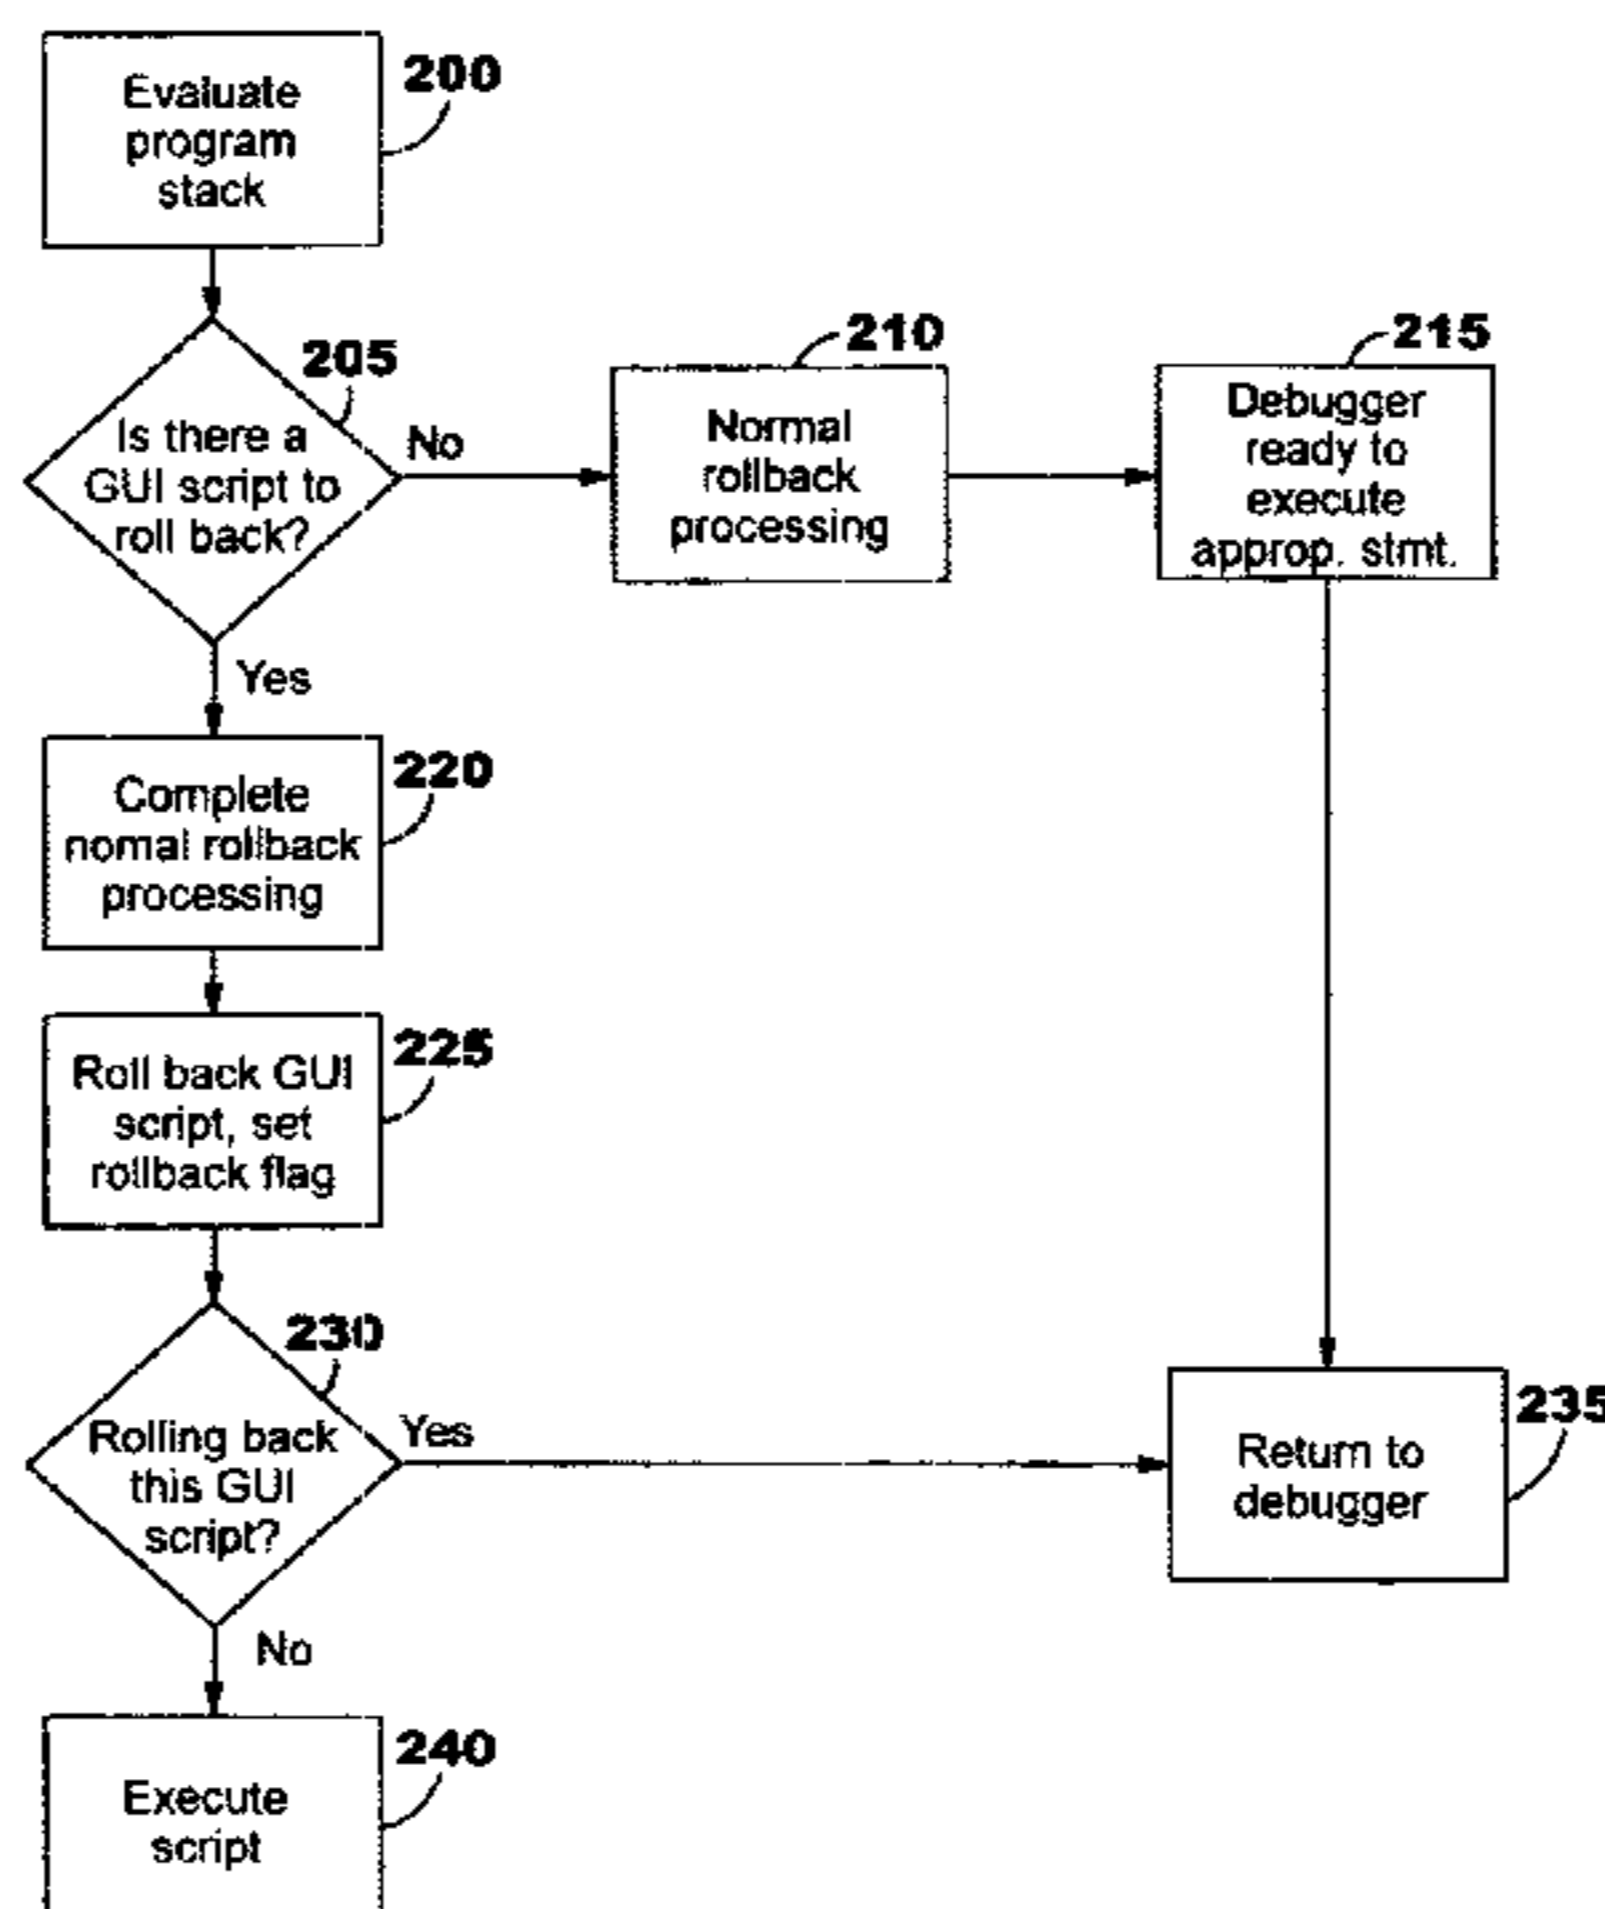 Evaluate
program
stack
200
205
Is there a
GUI script to
roll back?
No
210
Normal
rollback
processing
215
Debugger
ready to
execute
approp. stmt.
Yes
220
Complete
nomal rollback
processing
225
Roll back GUI
script, set
rollback flag
230
Rolling back
this GUI
script?
Yes
235
Return to
debugger
No
240
Execute
script